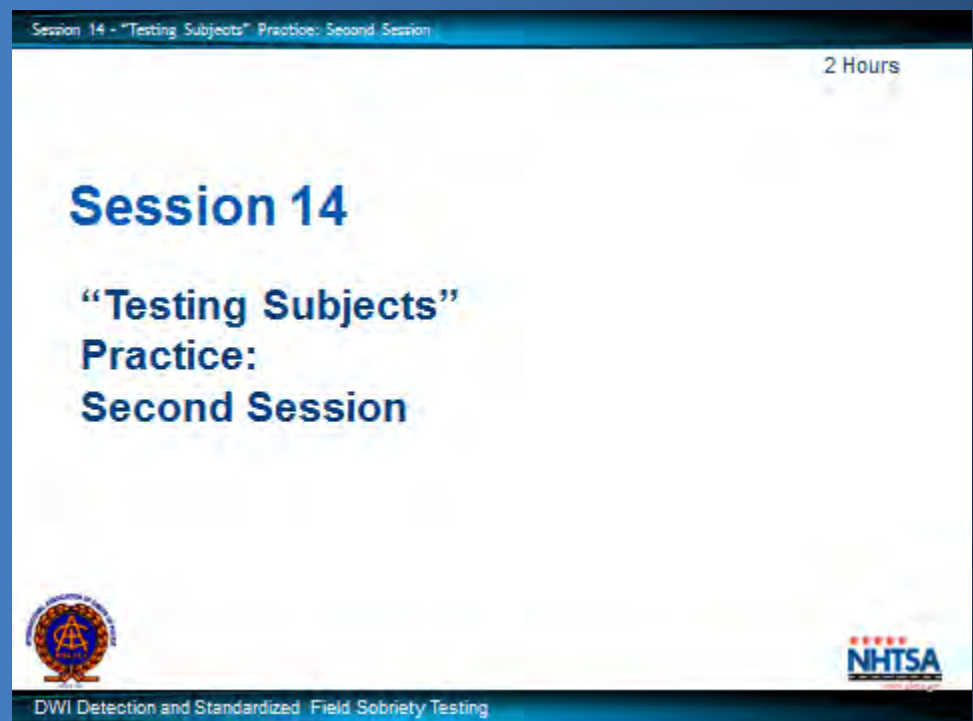 Session 14 - "Testing Subjects" Practice: Second Session
2 Hours
Session 14
“Testing Subjects”
Practice:
Second Session
NHTSA
DWI Detection and Standardized Field Sobriety Testing